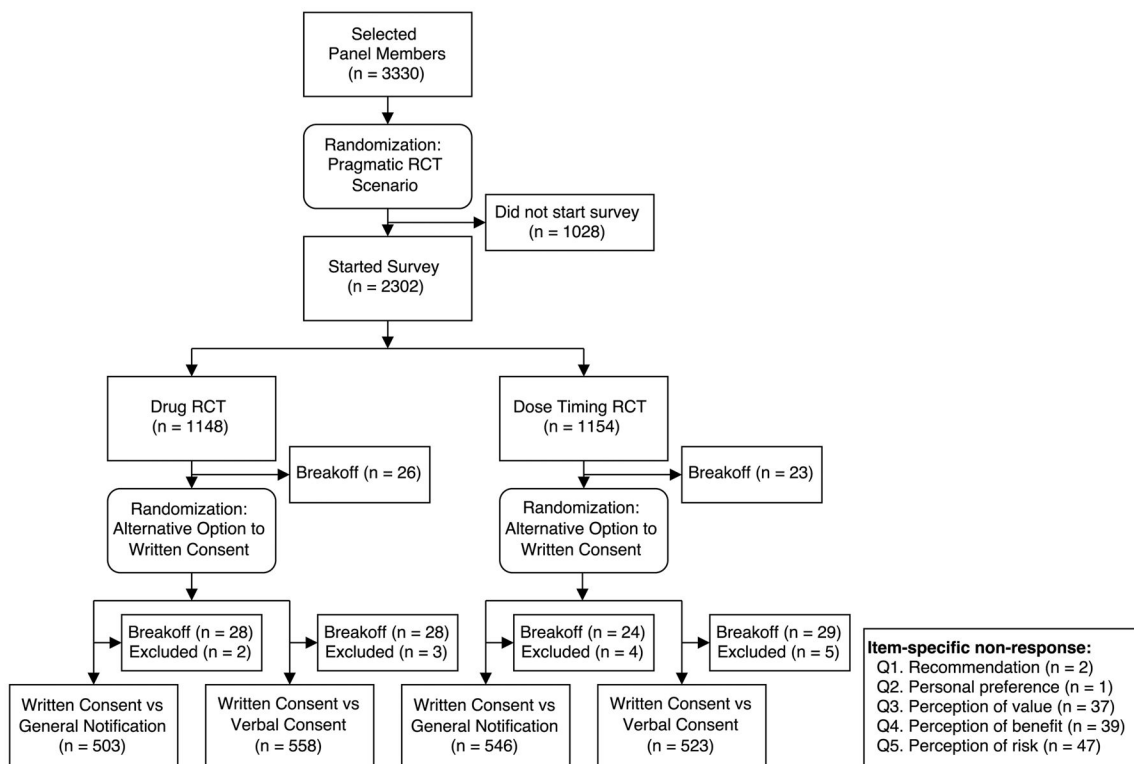 Selected
Panel Members
(n = 3330)
Randomization:
Pragmatic RCT
Scenario
Did not start survey
(n = 1028)
Started Survey
(n = 2302)
Drug RCT
(n = 1148)
Dose Timing RCT
(n = 1154)
Breakoff (n = 26)
Breakoff (n = 23)
Randomization:
Alternative Option to
Written Consent
Randomization:
Alternative Option to
Written Consent
Breakoff (n = 28)
Excluded (n = 2)
Breakoff (n = 28)
Excluded (n = 3)
Breakoff (n = 24)
Excluded (n = 4)
Breakoff (n = 29)
Excluded (n = 5)
Written Consent vs
General Notification
(n = 503)
Written Consent vs
Verbal Consent
(n = 558)
Written Consent vs
General Notification
(n = 546)
Written Consent vs
Verbal Consent
(n = 523)
Item-specific non-response:
Q1. Recommendation (n = 2)
Q2. Personal preference (n = 1)
Q3. Perception of value (n = 37)
Q4. Perception of benefit (n = 39)
Q5. Perception of risk (n = 47)